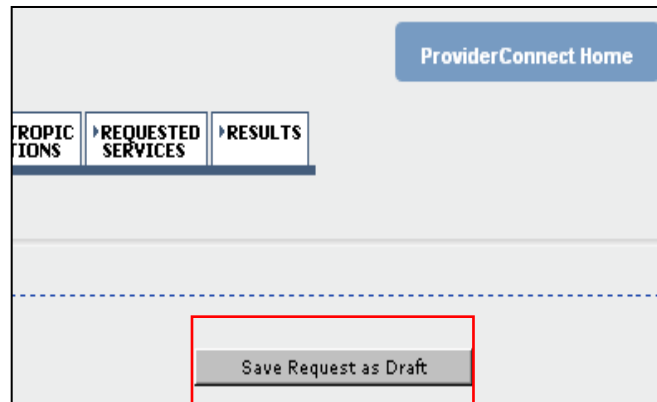 ProviderConnect Home
TROPIC
TIONS
REQUESTED
SERVICES
RESULTS
Save Request as Draft